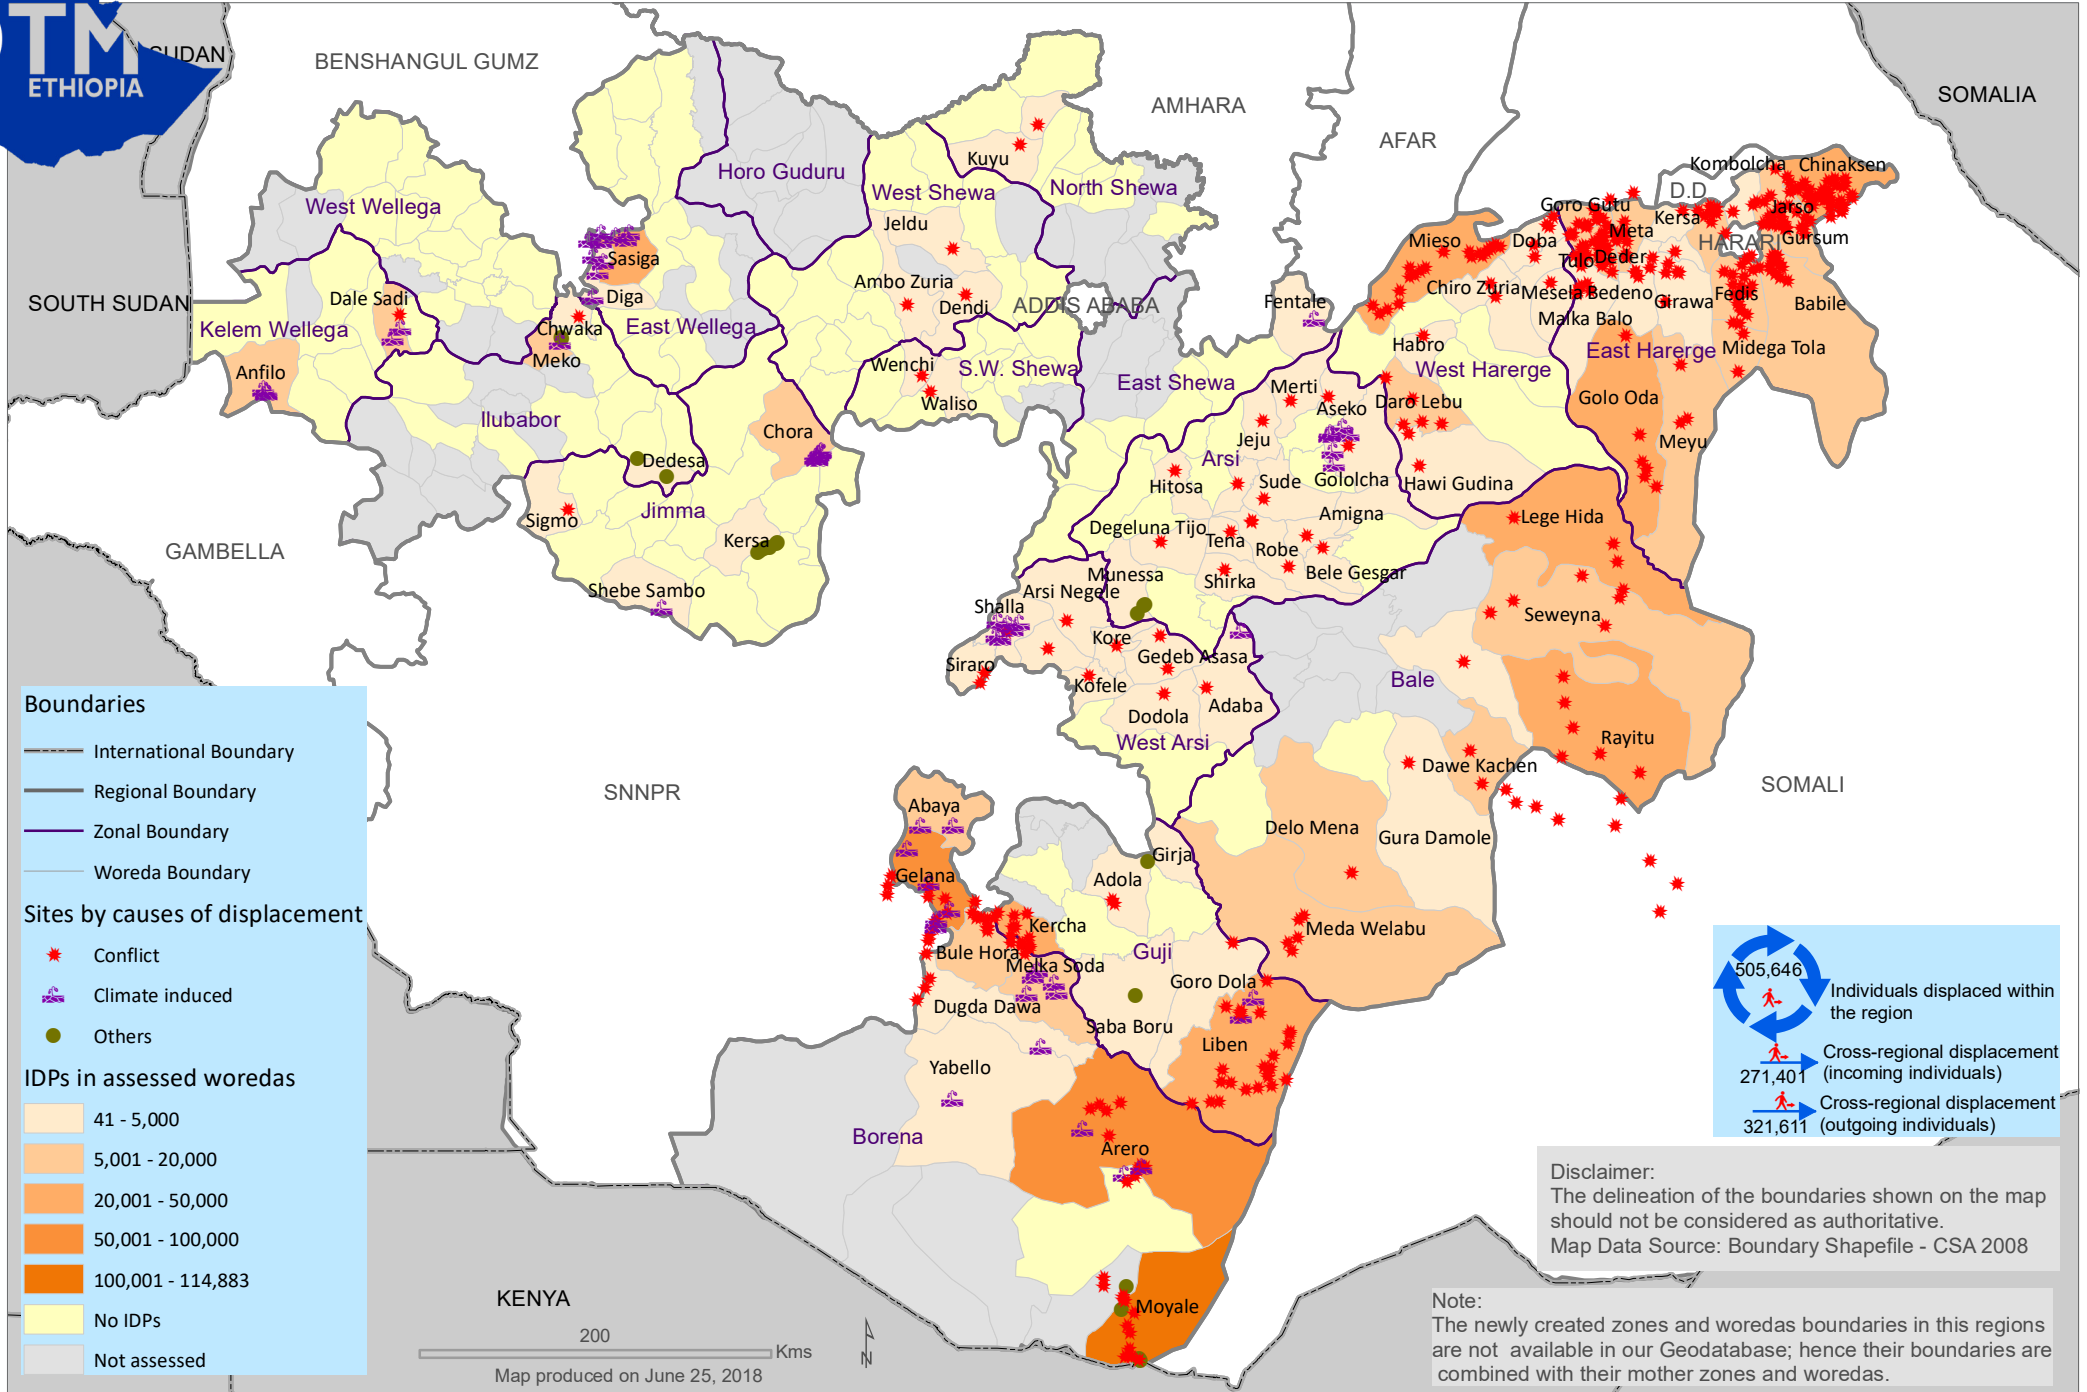 DTM
ETHIOPIA
SUDAN
BENSHANGUL GUMZ
AMHARA
AFAR
SOMALIA
SOUTH SUDAN
GAMBELLA
SNNPR
KENYA
SOMALI
ADDIS ABABA
D.D
HARARI
West Wellega
Kelem Wellega
Horo Guduru
East Wellega
Ilubabor
Jimma
West Shewa
North Shewa
S.W. Shewa
East Shewa
Arsi
West Arsi
West Harerge
East Harerge
Bale
Guji
Borena
Kuyu
Jeldu
Ambo Zuria
Dendi
Wenchi
Waliso
Sasiga
Diga
Chwaka
Meko
Dale Sadi
Anfilo
Chora
Dedesa
Sigmo
Kersa
Shebe Sambo
Fentale
Merti
Aseko
Jeju
Hitosa
Sude
Gololcha
Degeluna Tijo
Tena
Robe
Amigna
Munessa
Shirka
Bele Gesgar
Arsi Negele
Shalla
Siraro
Kore
Gedeb Asasa
Kofele
Dodola
Adaba
Mieso
Doba
Goro Gutu
Kersa
Meta
Tulo
Deder
Kombolcha
Chinaksen
Jarso
Gursum
Chiro Zuria
Mesela
Bedeno
Girawa
Fedis
Babile
Malka Balo
Midega Tola
Habro
Daro Lebu
Hawi Gudina
Golo Oda
Meyu
Lege Hida
Seweyna
Rayitu
Dawe Kachen
Delo Mena
Gura Damole
Meda Welabu
Abaya
Gelana
Kercha
Bule Hora
Melka Soda
Dugda Dawa
Yabello
Adola
Girja
Saba Boru
Goro Dola
Liben
Arero
Moyale
Boundaries
International Boundary
Regional Boundary
Zonal Boundary
Woreda Boundary
Sites by causes of displacement
Conflict
Climate induced
Others
IDPs in assessed woredas
41 - 5,000
5,001 - 20,000
20,001 - 50,000
50,001 - 100,000
100,001 - 114,883
No IDPs
Not assessed
200
Kms
Map produced on June 25, 2018
N
505,646
Individuals displaced within
the region
271,401
Cross-regional displacement
(incoming individuals)
321,611
Cross-regional displacement
(outgoing individuals)
Disclaimer:
The delineation of the boundaries shown on the map
should not be considered as authoritative.
Map Data Source: Boundary Shapefile - CSA 2008
Note:
The newly created zones and woredas boundaries in this regions
are not available in our Geodatabase; hence their boundaries are
combined with their mother zones and woredas.